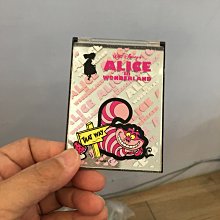 Walt Disney's
ALICE
IN
WONDERLAND
THAT WAY